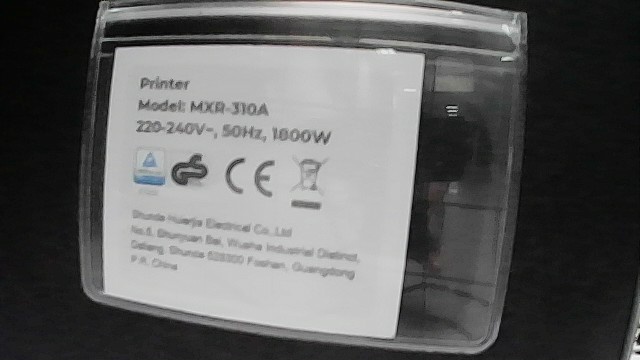 Printer
Model: MXR-310A
220-240V~, 50Hz, 1800W
CE
Shunde Huanjia Electrical Co.,Ltd
No.5, Shunyuan Bei, Wusha Industrial District,
Daliang, Shunde 528300 Foshan, Guangdong
P.R. China